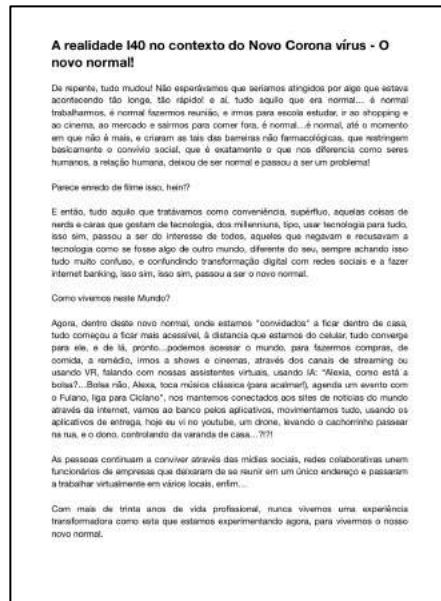 A realidade I40 no contexto do Novo Corona vírus - O
novo normal!
De repente, tudo mudou! Não esperávamos que seríamos atingidos por algo que estava
acontecendo tão longe, tão rápido! e aí, tudo aquilo que era normal… é normal
trabalharmos, é normal fazermos reunião, e irmos para escola estudar, ir ao shopping e
ao cinema, ao mercado e sairmos para comer fora, é normal…é normal, até o momento
em que não é mais, e criaram as tais das barreiras não farmacológicas, que restringem
basicamente o convívio social, que é exatamente o que nos diferencia como seres
humanos, a relação humana, deixou de ser normal e passou a ser um problema!
Parece enredo de filme isso, hein!?
E então, tudo aquilo que tratávamos como conveniência, supérfluo, aquelas coisas de
nerds e caras que gostam de tecnologia, dos millenniuns, tipo, usar tecnologia para tudo,
isso sim, passou a ser do interesse de todos, aqueles que negavam e recusavam a
tecnologia como se fosse algo de outro mundo, diferente do seu, sempre achando isso
tudo muito confuso, e confundindo transformação digital com redes sociais e a fazer
internet banking, isso sim, isso sim, passou a ser o novo normal.
Como vivemos neste Mundo?
Agora, dentro deste novo normal, onde estamos "convidados" a ficar dentro de casa,
tudo começou a ficar mais acessível, à distancia que estamos do celular, tudo converge
para ele, e de lá, pronto…podemos acessar o mundo, para fazermos compras, de
comida, a remédio, irmos a shows e cinemas, através dos canais de streaming ou
usando VR, falando com nossas assistentes virtuais, usando IA: "Alexia, como está a
bolsa?…Bolsa não, Alexa, toca música clássica (para acalmar!), agenda um evento com
o Fulano, liga para Ciclano", nos mantemos conectados aos sites de notícias do mundo
através da internet, vamos ao banco pelos aplicativos, movimentamos tudo, usando os
aplicativos de entrega, hoje eu vi no youtube, um drone, levando o cachorrinho passear
na rua, e o dono, controlando da varanda de casa…?!?!
As pessoas continuam a conviver através das mídias sociais, redes colaborativas unem
funcionários de empresas que deixaram de se reunir em um único endereço e passaram
a trabalhar virtualmente em vários locais, enfim…
Com mais de trinta anos de vida profissional, nunca vivemos uma experiência
transformadora como esta que estamos experimentando agora, para vivermos o nosso
novo normal.